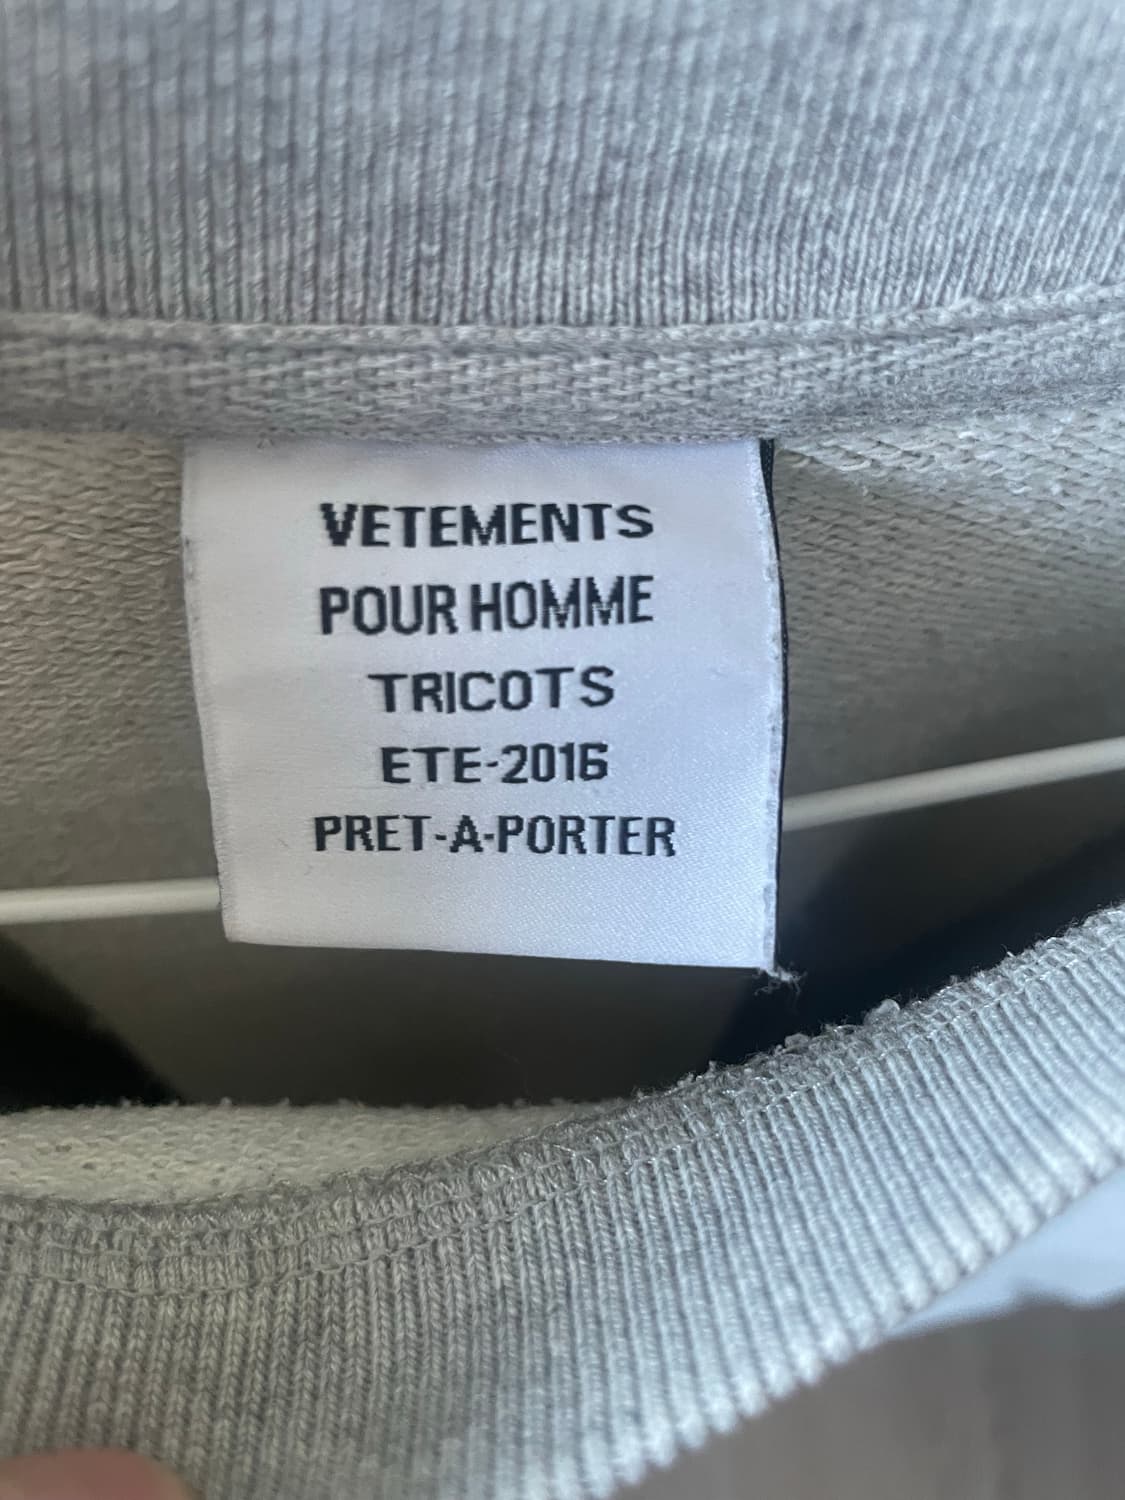 VETEMENTS
POUR HOMME
TRICOTS
ETE-2016
PRET-A-PORTER